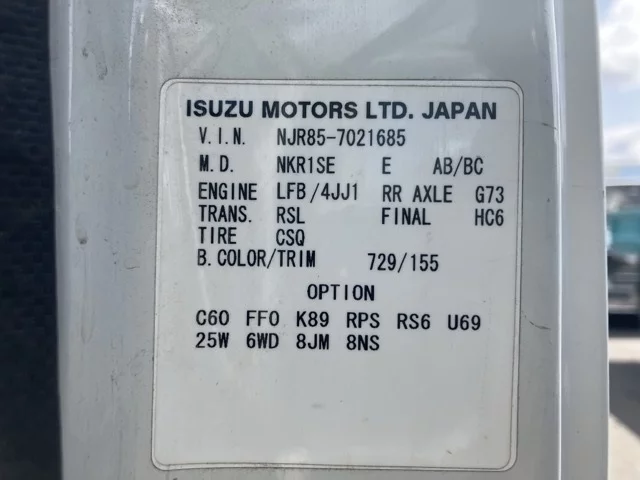 ISUZU MOTORS LTD. JAPAN
V.I.N. NJR85-7021685
M.D. NKR1SE E AB/BC
ENGINE LFB/4JJ1 RR AXLE G73
TRANS. RSL FINAL HC6
TIRE CSQ
B.COLOR/TRIM 729/155
OPTION
C60 FF0 K89 RPS RS6 U69
25W 6WD 8JM 8NS